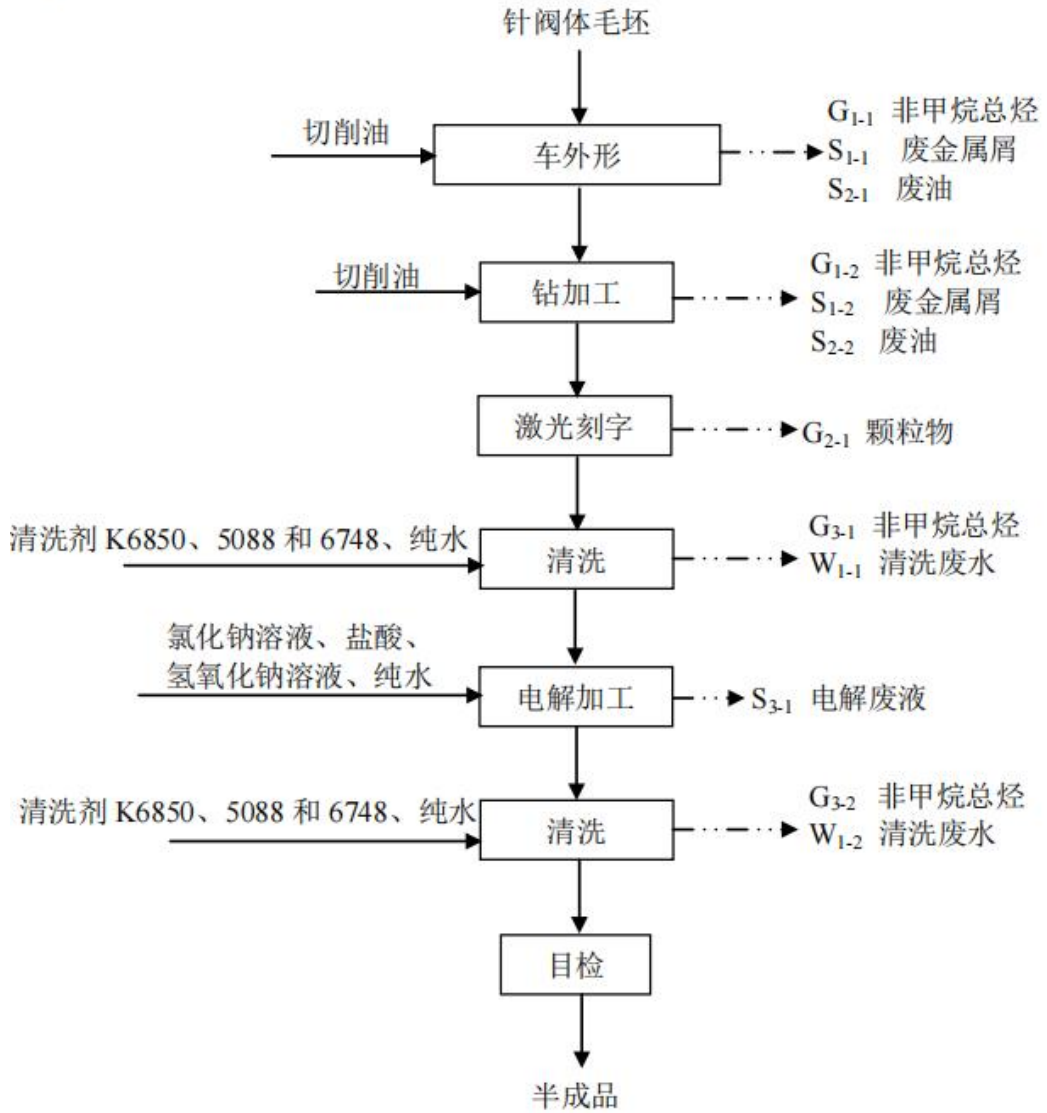 针阀体毛坯
切削油
车外形
G1-1 非甲烷总烃
S1-1 废金属屑
S2-1 废油
切削油
钻加工
G1-2 非甲烷总烃
S1-2 废金属屑
S2-2 废油
激光刻字
G2-1 颗粒物
清洗剂 K6850、5088 和 6748、纯水
清洗
G3-1 非甲烷总烃
W1-1 清洗废水
氯化钠溶液、盐酸、
氢氧化钠溶液、纯水
电解加工
S3-1 电解废液
清洗剂 K6850、5088 和 6748、纯水
清洗
G3-2 非甲烷总烃
W1-2 清洗废水
目检
半成品